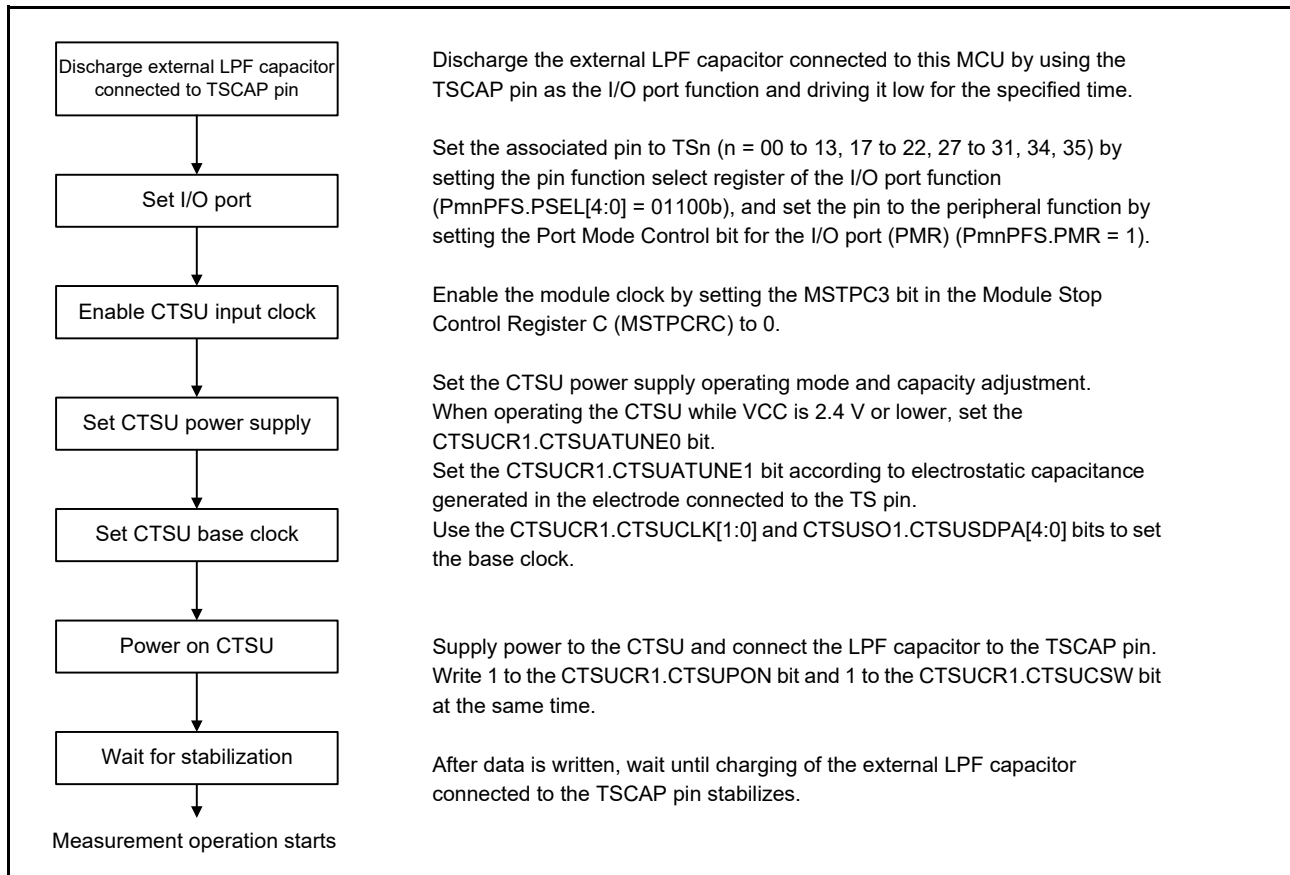 Discharge external LPF capacitor
connected to TSCAP pin
Discharge the external LPF capacitor connected to this MCU by using the
TSCAP pin as the I/O port function and driving it low for the specified time.
Set I/O port
Set the associated pin to TSn (n = 00 to 13, 17 to 22, 27 to 31, 34, 35) by
setting the pin function select register of the I/O port function
(PmnPFS.PSEL[4:0] = 01100b), and set the pin to the peripheral function by
setting the Port Mode Control bit for the I/O port (PMR) (PmnPFS.PMR = 1).
Enable CTSU input clock
Enable the module clock by setting the MSTPC3 bit in the Module Stop
Control Register C (MSTPCRC) to 0.
Set CTSU power supply
Set the CTSU power supply operating mode and capacity adjustment.
When operating the CTSU while VCC is 2.4 V or lower, set the
CTSUCR1.CTSUATUNE0 bit.
Set the CTSUCR1.CTSUATUNE1 bit according to electrostatic capacitance
generated in the electrode connected to the TS pin.
Set CTSU base clock
Use the CTSUCR1.CTSUCLK[1:0] and CTSUSO1.CTSUSDPA[4:0] bits to set
the base clock.
Power on CTSU
Supply power to the CTSU and connect the LPF capacitor to the TSCAP pin.
Write 1 to the CTSUCR1.CTSUPON bit and 1 to the CTSUCR1.CTSUCSW bit
at the same time.
Wait for stabilization
After data is written, wait until charging of the external LPF capacitor
connected to the TSCAP pin stabilizes.
Measurement operation starts